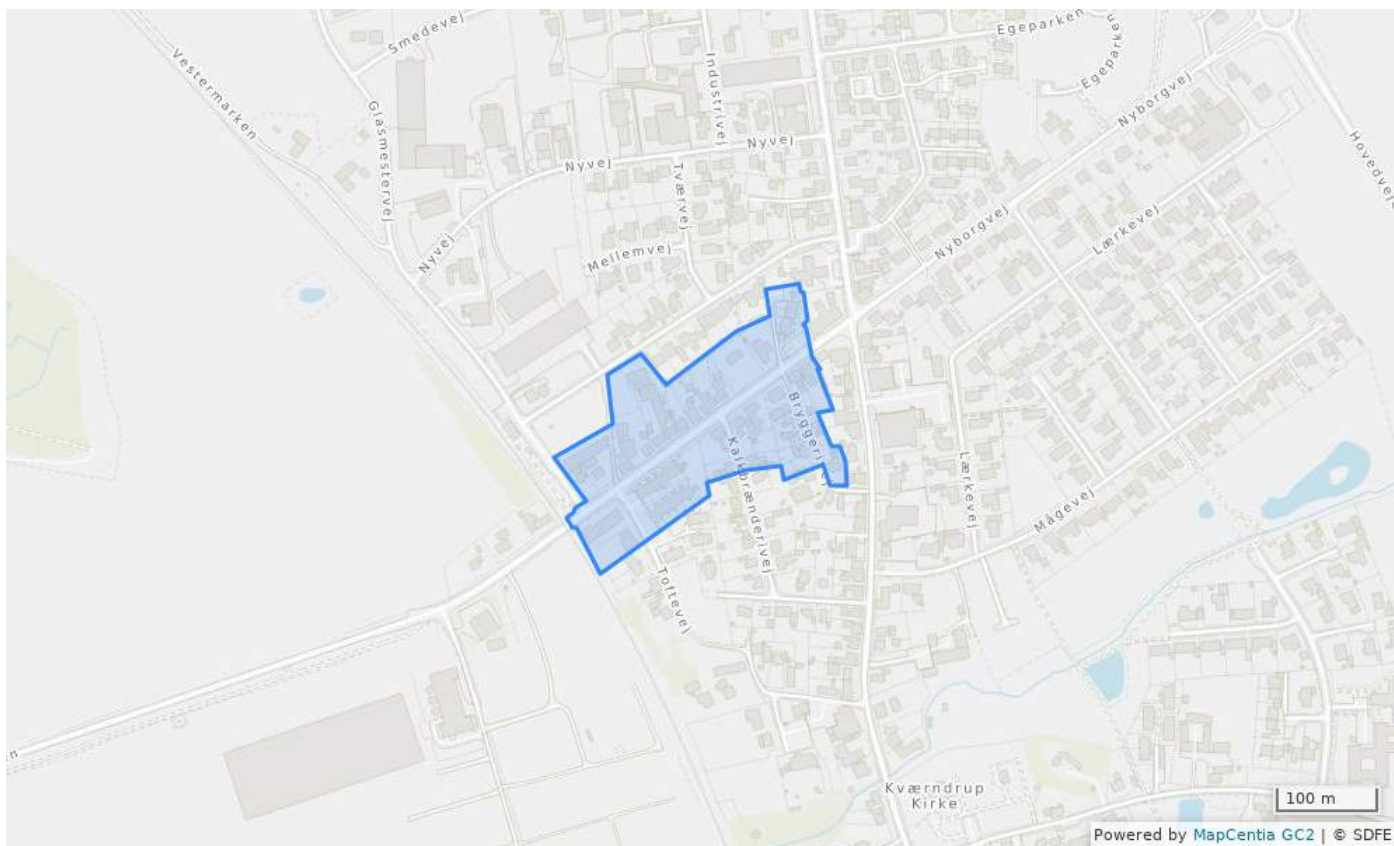 Smedevej
Egeparken
Egeparken
Vestermarken
Industrivej
Nyborgvej
Glasmestervej
Nyvej
Nyvej
Hovedveje
Tværvej
Lærkevej
Nyborgvej
Nyvej
Mellemvej
Bryggerivej
Kalkbrænderivej
Lærkevej
Mågevej
Toftevej
n
Kværndrup
Kirke
100 m
Powered by MapCentia GC2 | © SDFE